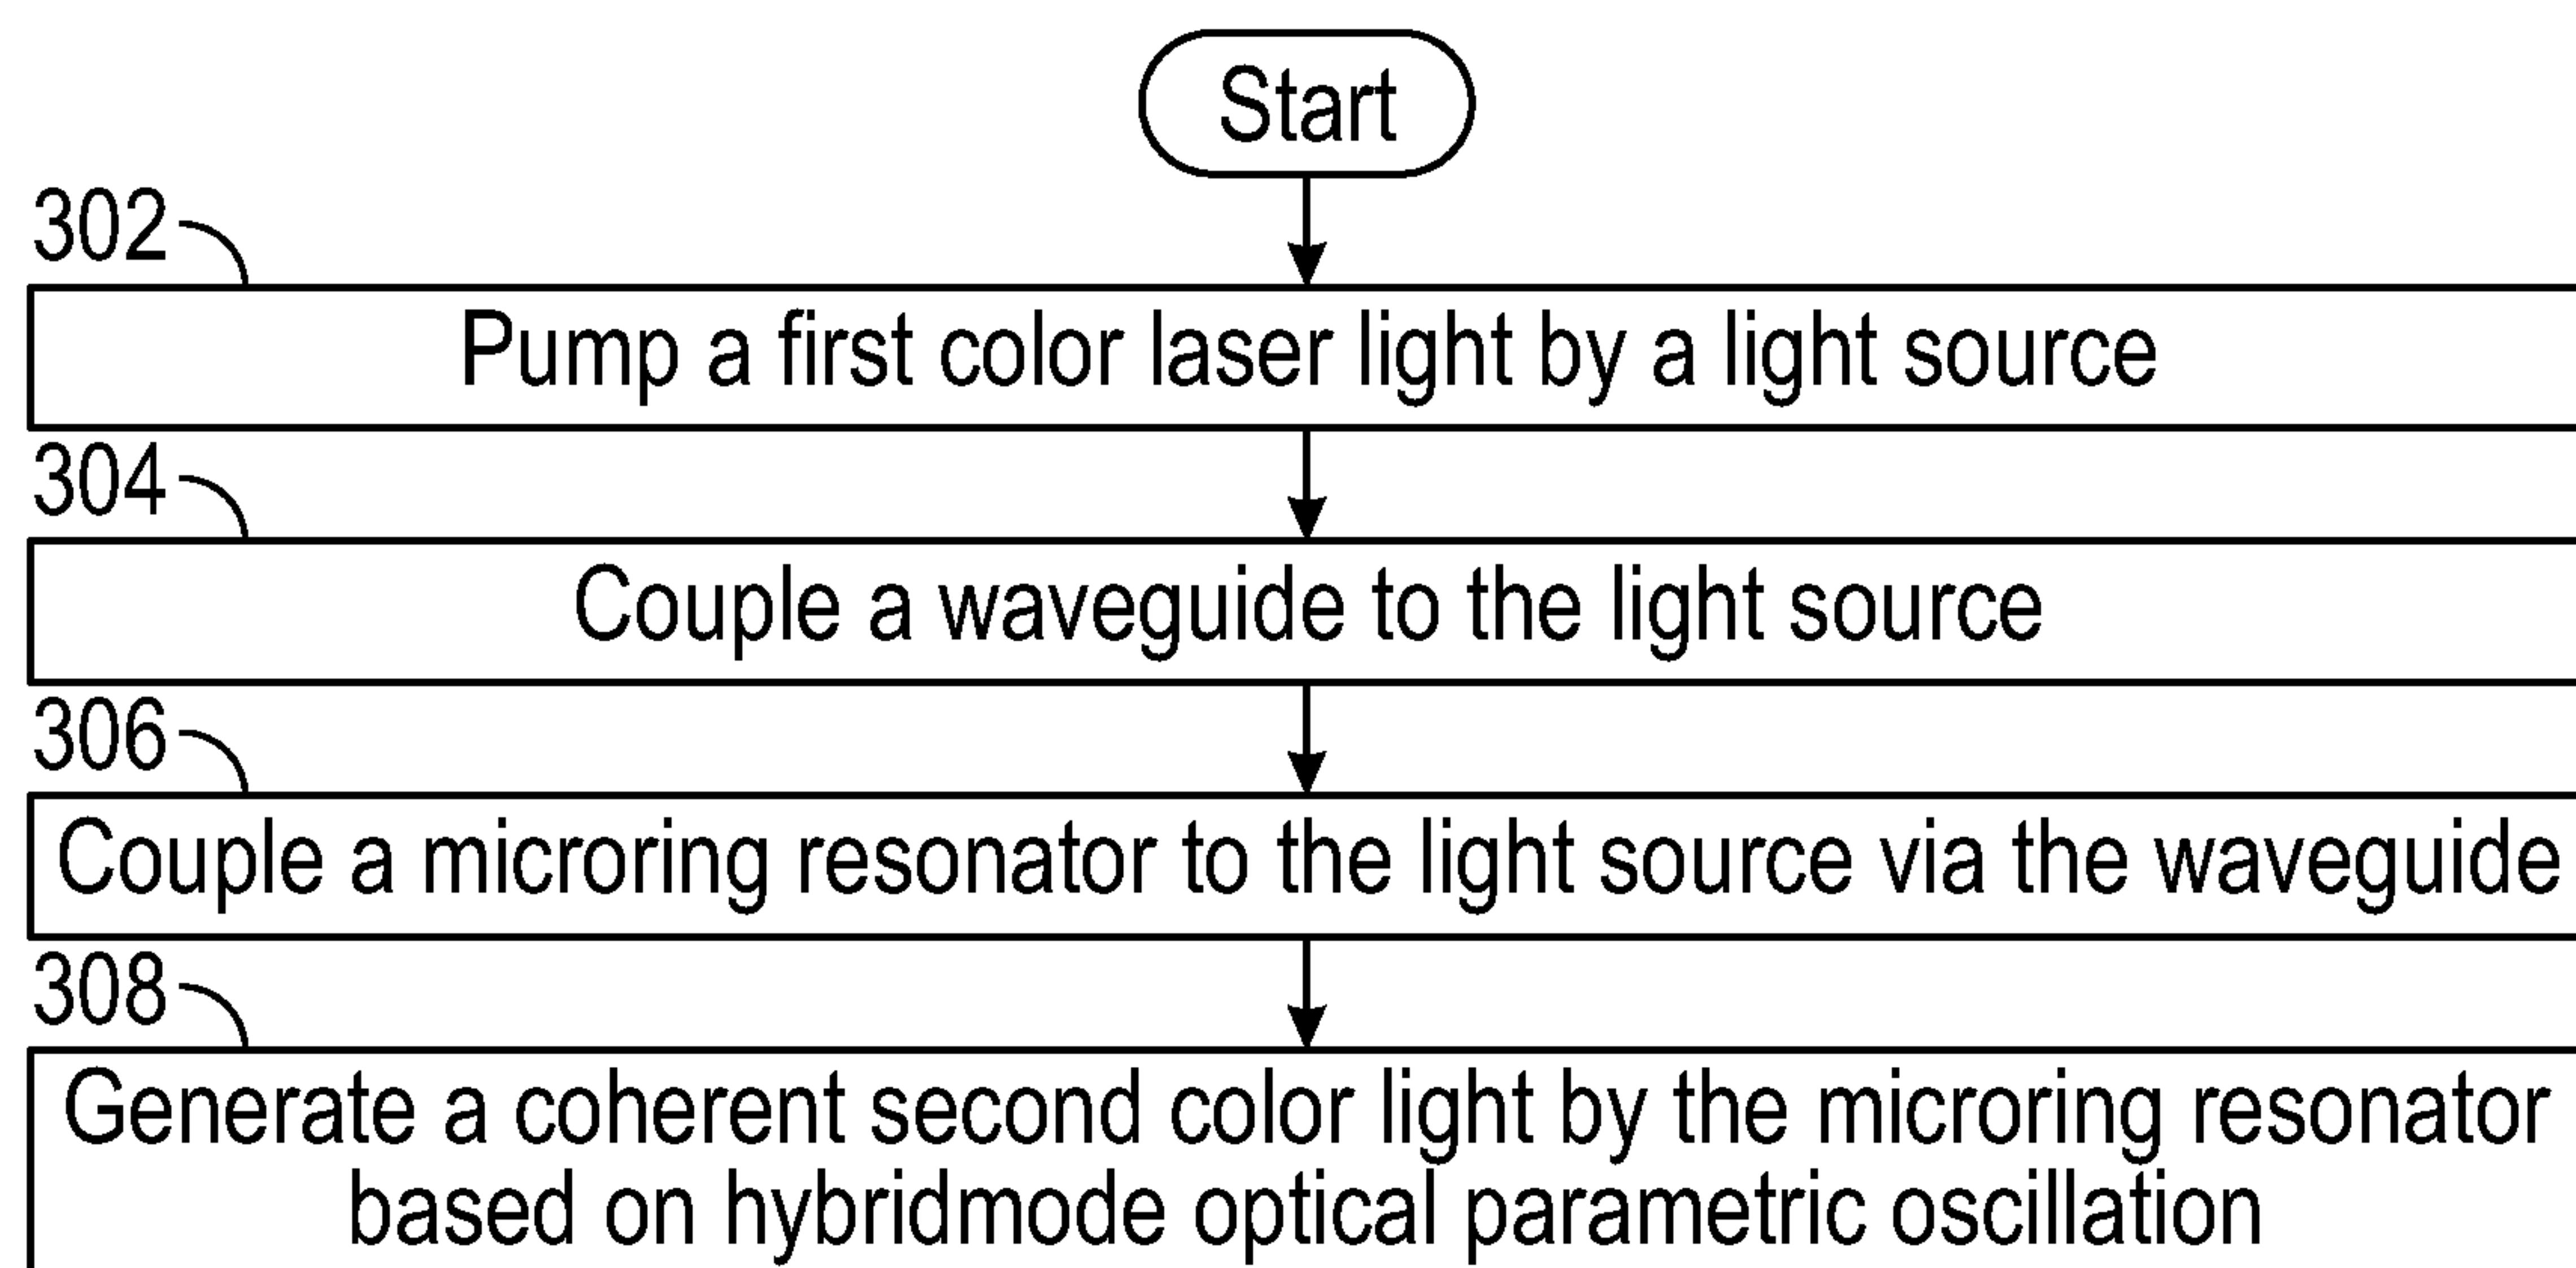 Start
302
Pump a first color laser light by a light source
304
Couple a waveguide to the light source
306
Couple a microring resonator to the light source via the waveguide
308
Generate a coherent second color light by the microring resonator
based on hybridmode optical parametric oscillation